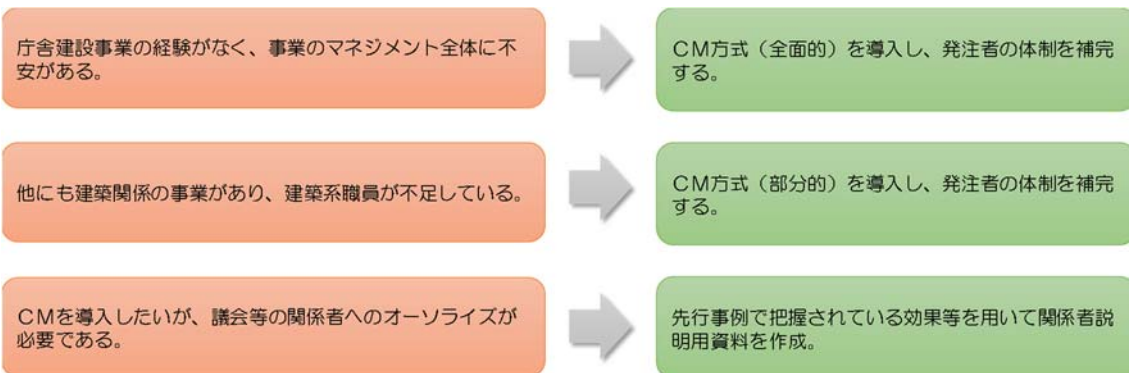 庁舎建設事業の経験がなく、事業のマネジメント全体に不
安がある。
ＣＭ方式（全面的）を導入し、発注者の体制を補完
する。
他にも建築関係の事業があり、建築系職員が不足している。
ＣＭ方式（部分的）を導入し、発注者の体制を補完
する。
ＣＭを導入したいが、議会等の関係者へのオーソライズが
必要である。
先行事例で把握されている効果等を用いて関係者説
明用資料を作成。